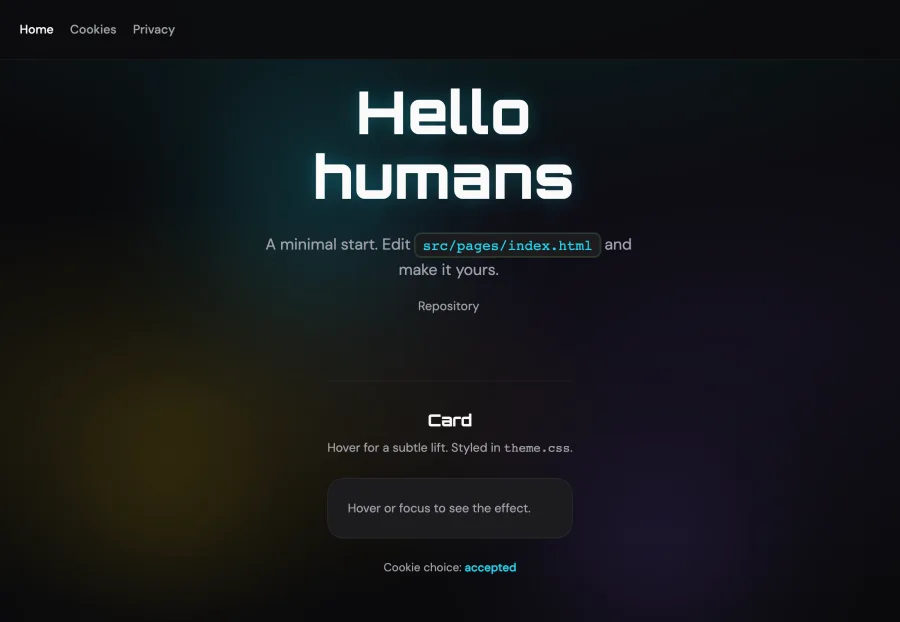 Home Cookies Privacy
Hello
humans
A minimal start. Edit src/pages/index.html and
make it yours.
Repository
Card
Hover for a subtle lift. Styled in theme.css.
Hover or focus to see the effect.
Cookie choice: accepted